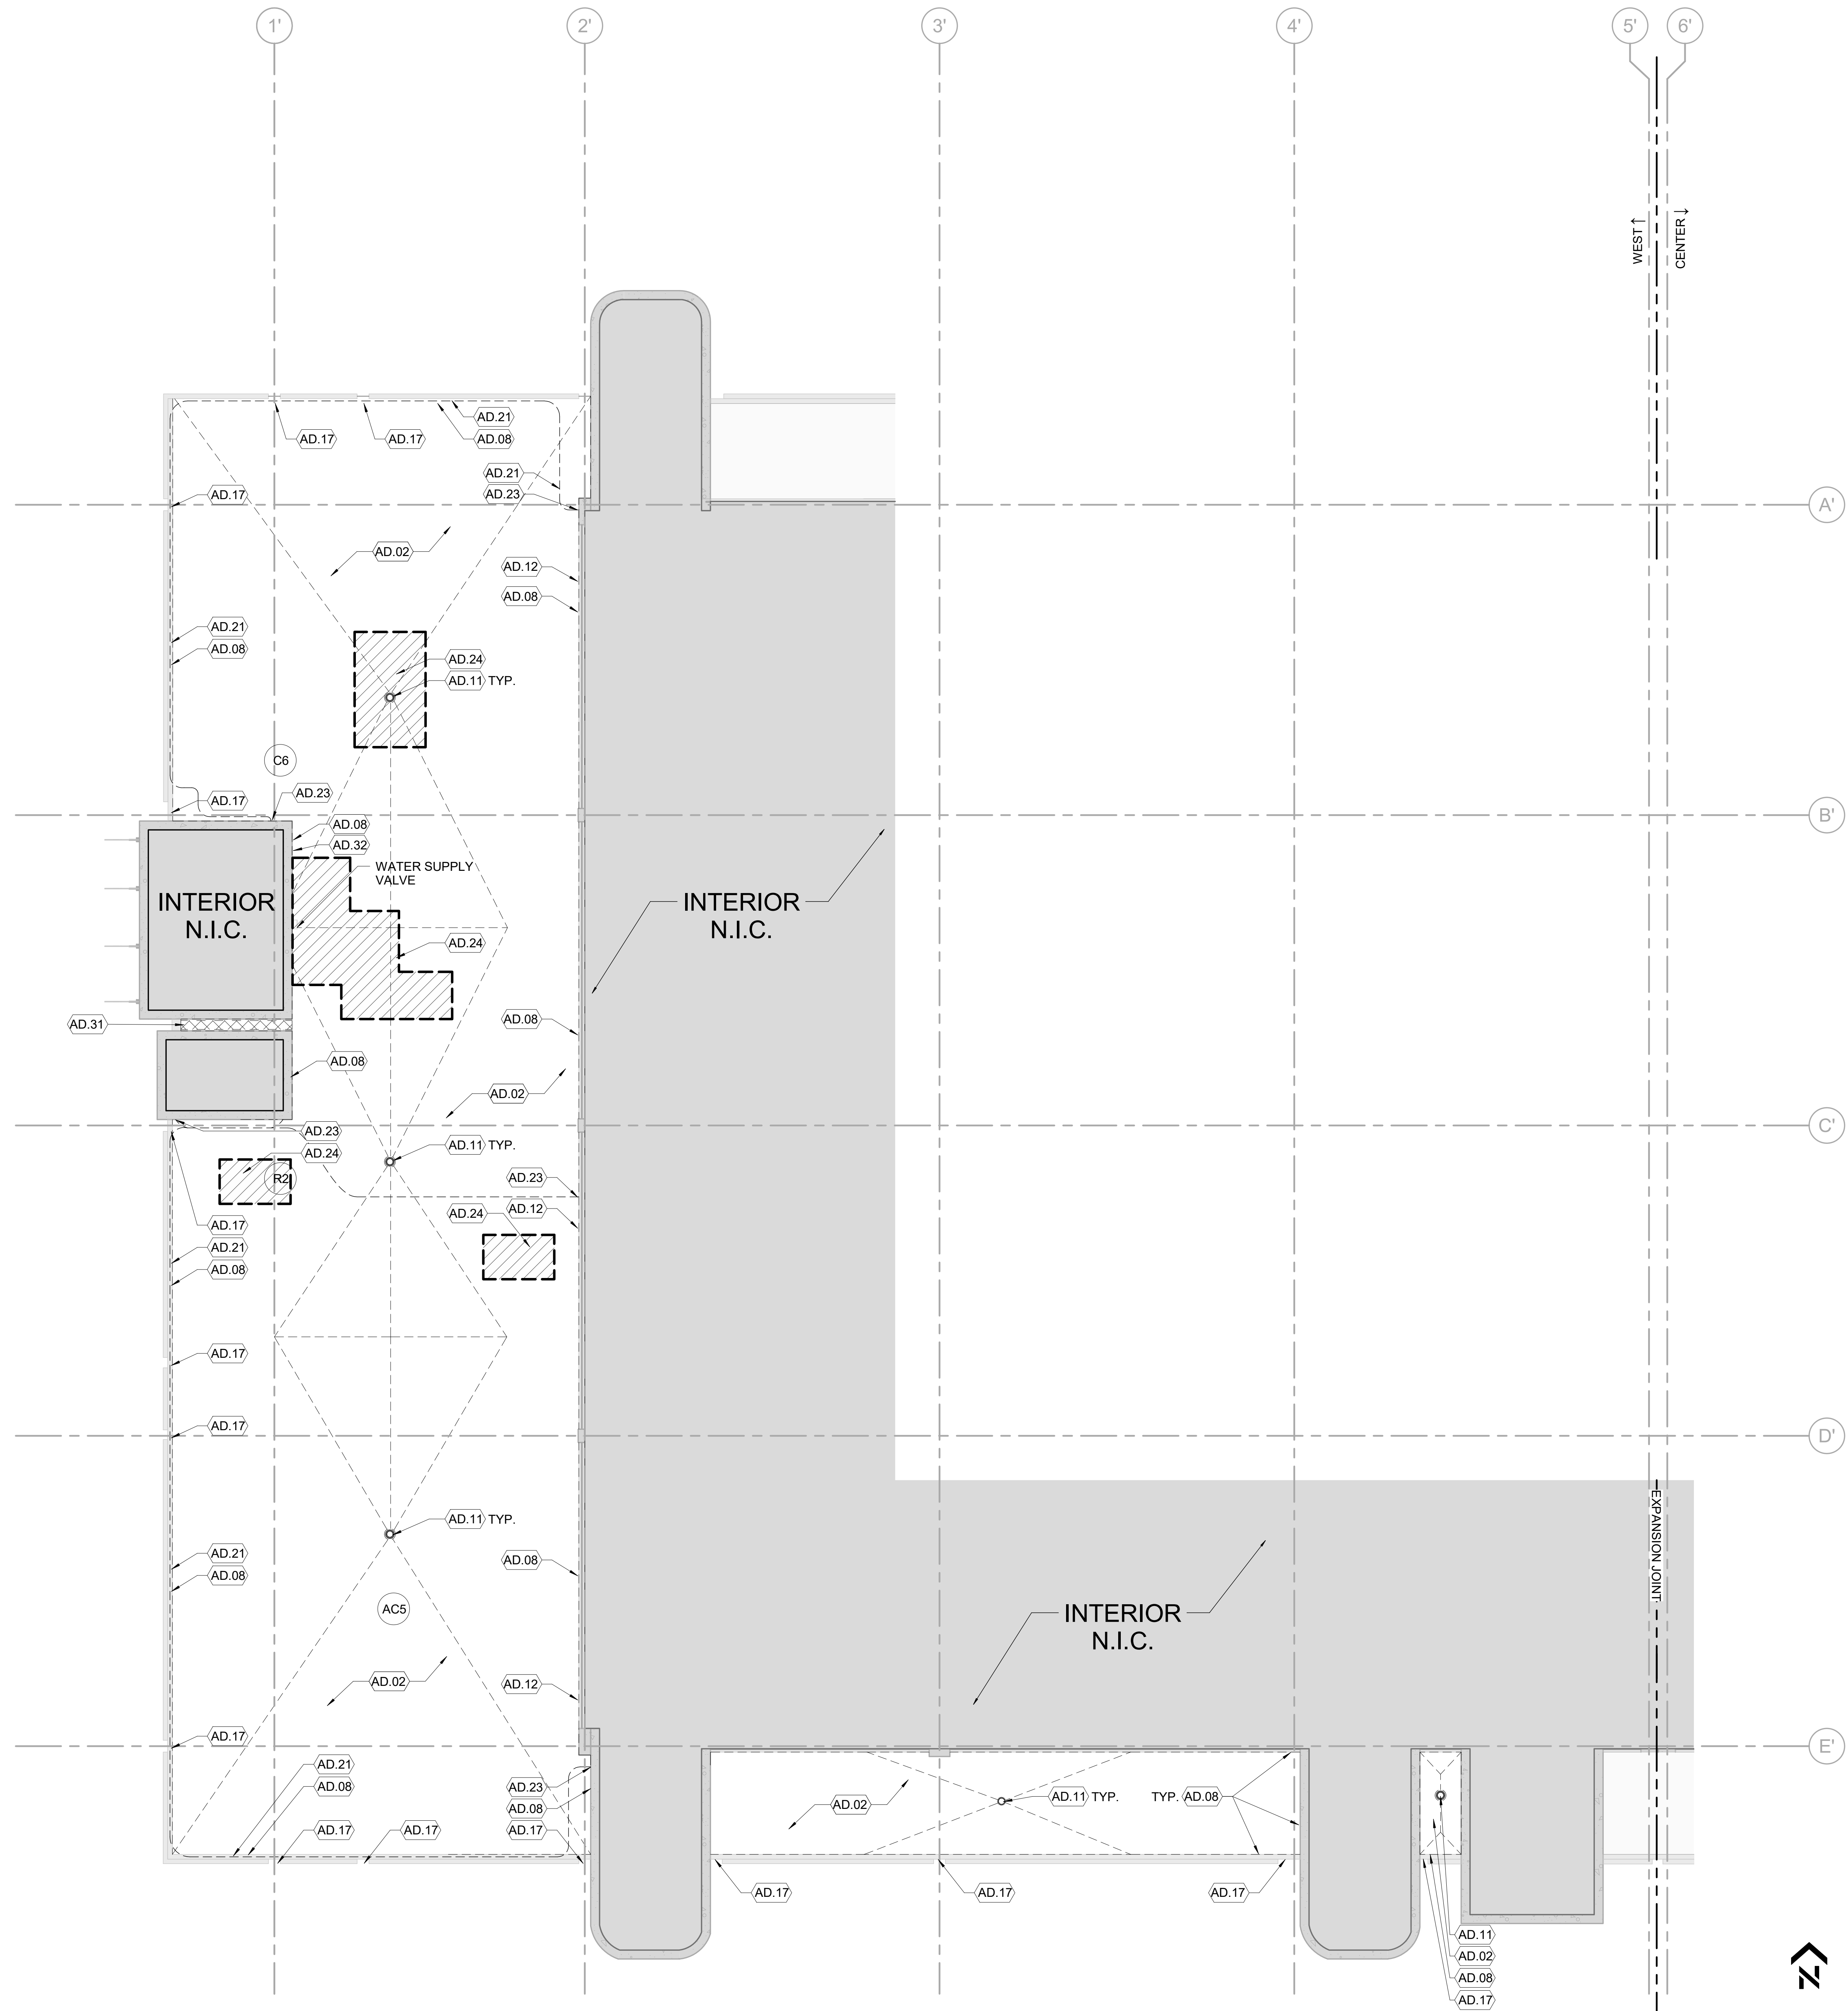 1'
2'
3'
4'
5'
6'
WEST ↑
CENTER ↓
AD.21
AD.17
AD.17
AD.08
AD.21
AD.17
AD.23
A'
AD.02
AD.12
AD.08
AD.21
AD.08
AD.24
AD.11 TYP.
C6
AD.23
AD.17
B'
AD.08
AD.32
WATER SUPPLY
VALVE
INTERIOR
N.I.C.
INTERIOR
N.I.C.
AD.24
AD.31
AD.08
AD.08
AD.02
AD.23
C'
AD.11 TYP.
AD.24
R2
AD.23
AD.12
AD.24
AD.17
AD.21
AD.08
AD.17
AD.17
D'
EXPANSION JOINT
AD.11 TYP.
AD.21
AD.08
AD.08
AC5
INTERIOR
N.I.C.
AD.02
AD.12
AD.17
E'
AD.21
AD.08
AD.23
AD.08
AD.17
AD.17
AD.17
AD.02
AD.11 TYP.
TYP. AD.08
AD.17
AD.17
AD.17
AD.11
AD.02
AD.08
AD.17
N